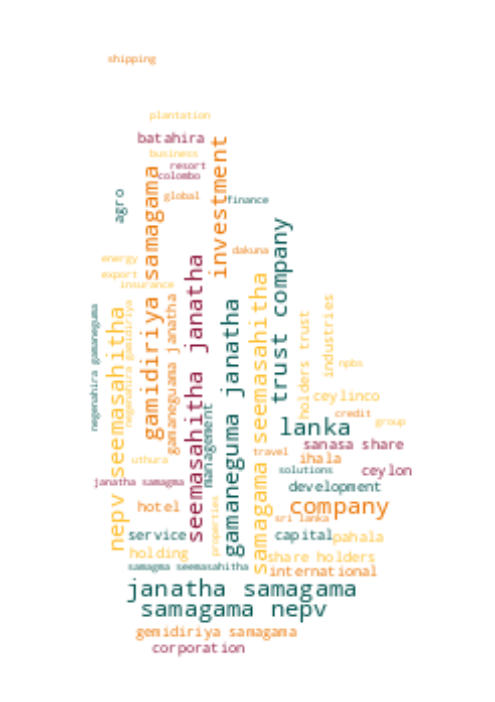 shipping
plantation
batahira
business
resort
colombo
global
agro
finance
investment
gamidiriya samagama
dakuna
trust company
energy
export
insurance
seemasahitha janatha
samagama seemasahitha
gamaneguma janatha
gamaneguma janatha
negenahira gamaneguma
negenahira gamidiriya
nepv seemasahitha
holders trust
industries
npbs
ceylinco
management
credit
group
lanka
sanasa share
travel
ihala
uthura
solutions
ceylon
janatha samagma
development
properties
hotel
company
sri lanka
service
capital
pahala
holding
share holders
samagma seemasahitha
international
janatha samagama
samagama nepv
gemidiriya samagama
corporation